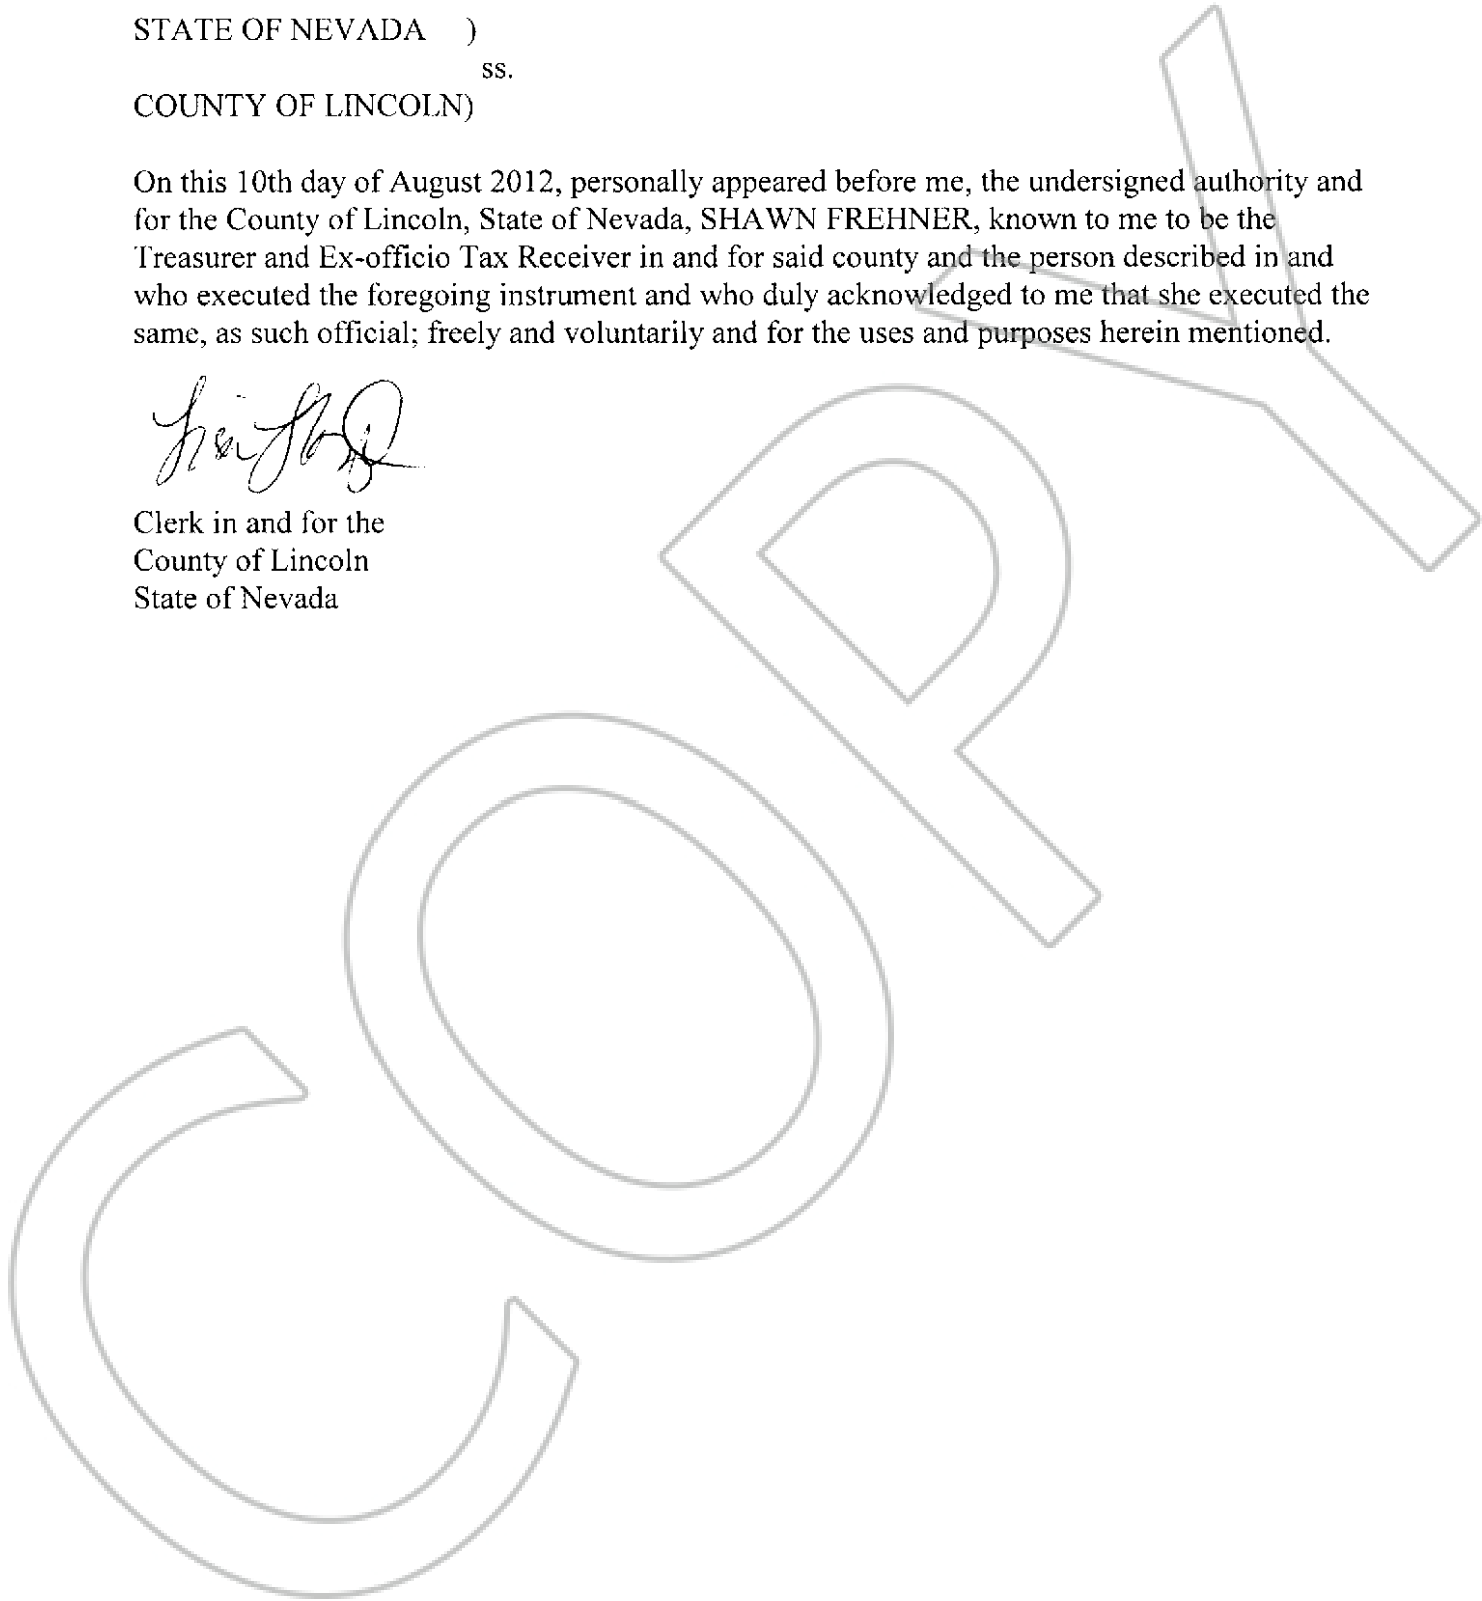 STATE OF NEVADA )
ss.
COUNTY OF LINCOLN)
On this 10th day of August 2012, personally appeared before me, the undersigned authority and
for the County of Lincoln, State of Nevada, SHAWN FREHNER, known to me to be the
Treasurer and Ex-officio Tax Receiver in and for said county and the person described in and
who executed the foregoing instrument and who duly acknowledged to me that she executed the
same, as such official; freely and voluntarily and for the uses and purposes herein mentioned.
Clerk in and for the
County of Lincoln
State of Nevada
COPY